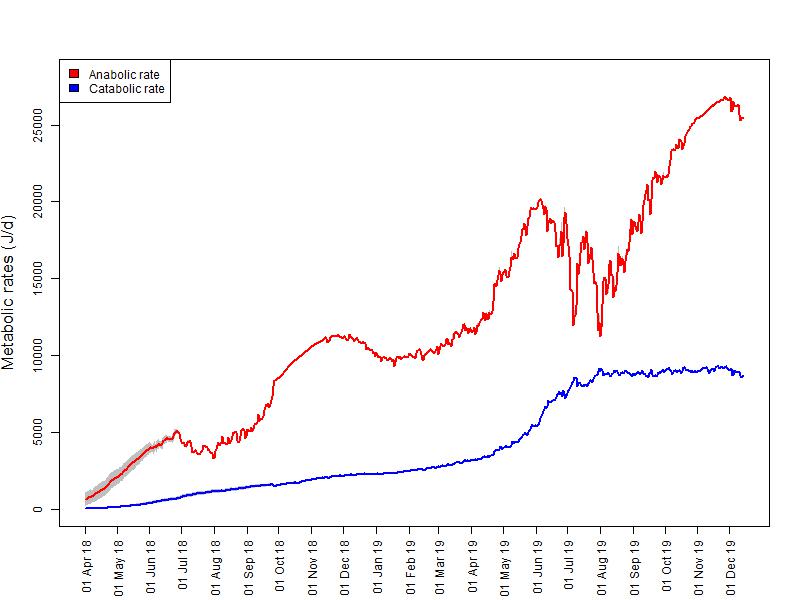 Anabolic rate
Catabolic rate
Metabolic rates (J/d)
25000
20000
15000
10000
5000
0
01 Apr 18
01 May 18
01 Jun 18
01 Jul 18
01 Aug 18
01 Sep 18
01 Oct 18
01 Nov 18
01 Dec 18
01 Jan 19
01 Feb 19
01 Mar 19
01 Apr 19
01 May 19
01 Jun 19
01 Jul 19
01 Aug 19
01 Sep 19
01 Oct 19
01 Nov 19
01 Dec 19